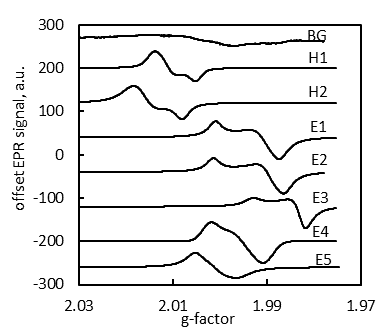 300
BG
200
H1
100
H2
E1
0
E2
-100
E3
-200
E4
E5
-300
2.03
2.01
1.99
1.97
g-factor
offset EPR signal, a.u.